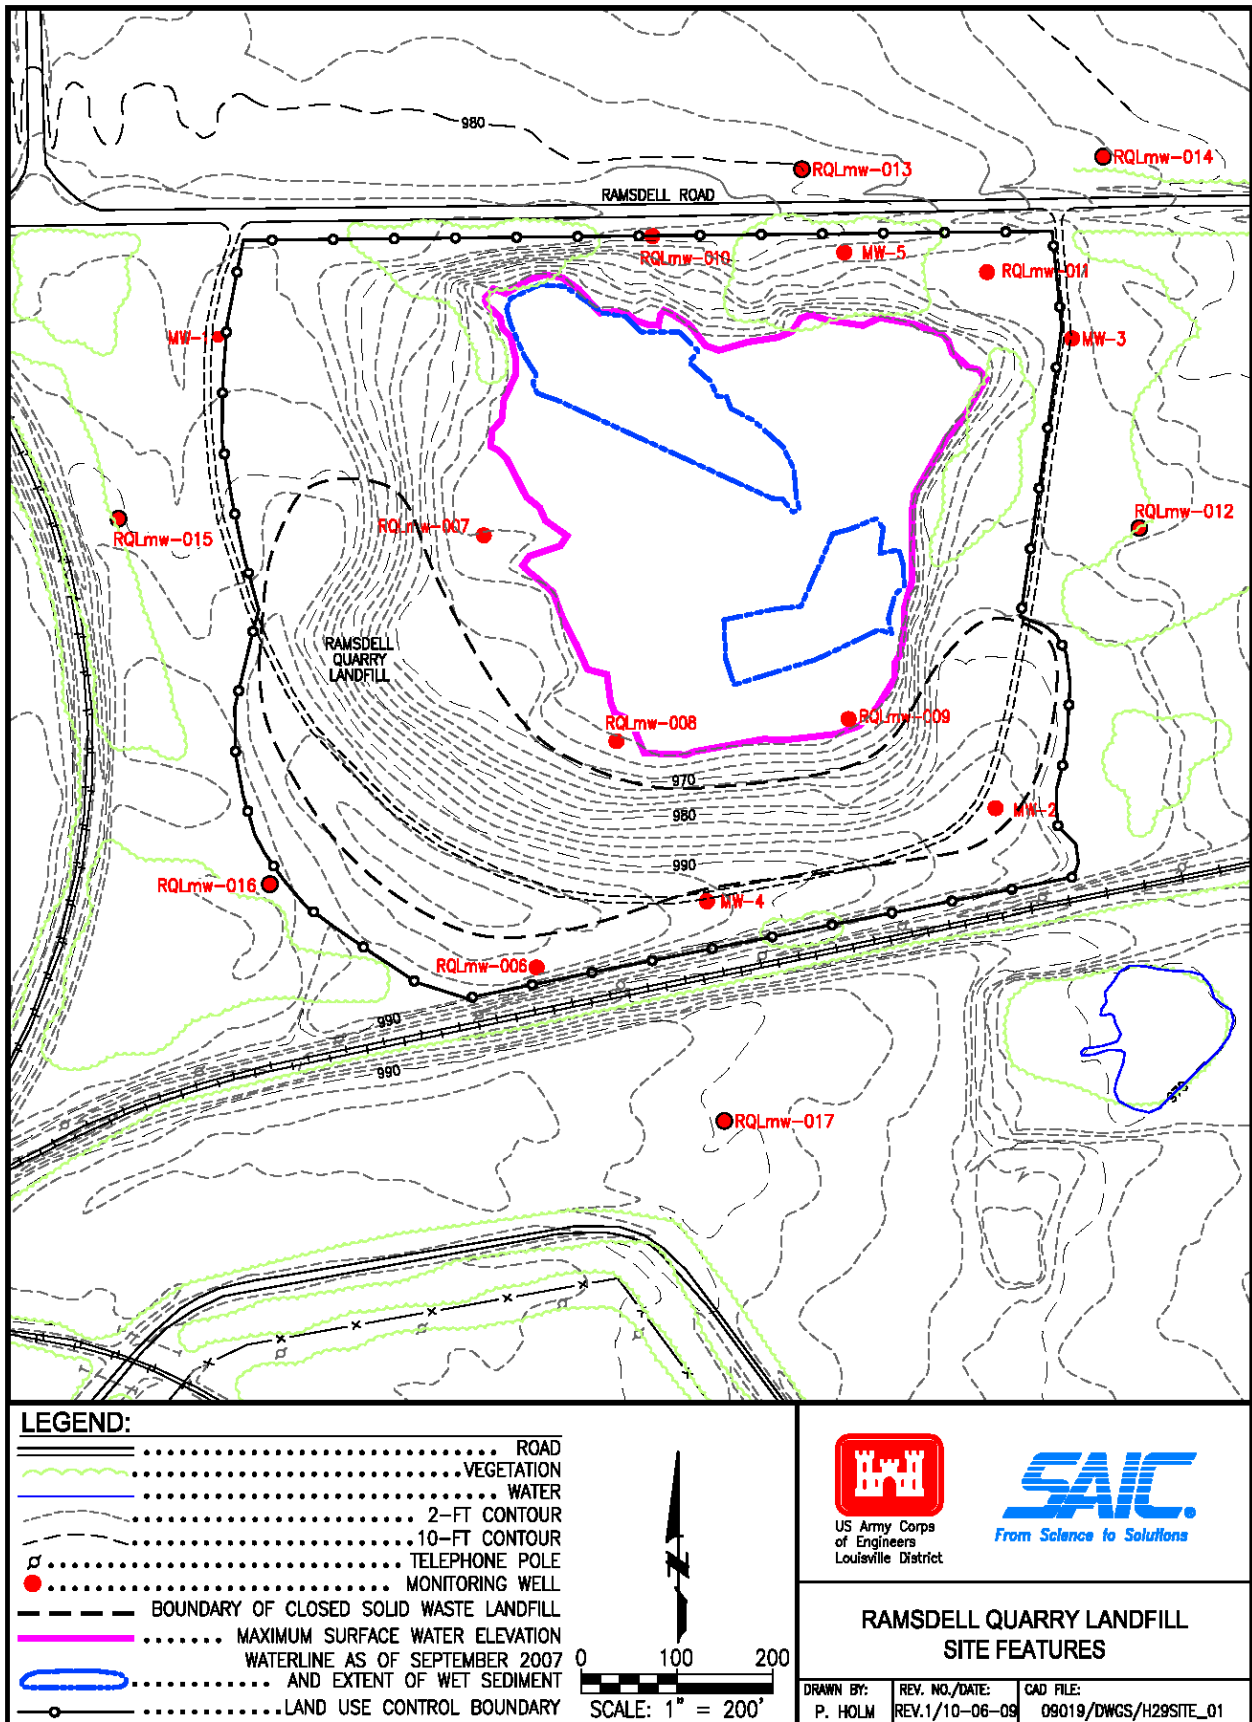 980
RQLmw-014
RQLmw-013
RAMSDELL ROAD
RQLmw-010
MW-5
RQLmw-011
MW-1
MW-3
RQLmw-007
RQLmw-015
RQLmw-012
RAMSDELL
QUARRY
LANDFILL
RQLmw-008
RQLmw-009
970
980
MW-2
990
RQLmw-016
MW-4
RQLmw-006
990
990
970
RQLmw-017
LEGEND:
ROAD
VEGETATION
WATER
2-FT CONTOUR
10-FT CONTOUR
TELEPHONE POLE
MONITORING WELL
BOUNDARY OF CLOSED SOLID WASTE LANDFILL
MAXIMUM SURFACE WATER ELEVATION
WATERLINE AS OF SEPTEMBER 2007
AND EXTENT OF WET SEDIMENT
LAND USE CONTROL BOUNDARY
N
0 100 200
SCALE: 1" = 200'
US Army Corps
of Engineers
Louisville District
SAIC.
From Science to Solutions
RAMSDELL QUARRY LANDFILL
SITE FEATURES
DRAWN BY:
P. HOLM
REV. NO./DATE:
REV.1/10-06-09
CAD FILE:
09019/DWGS/H29SITE_01